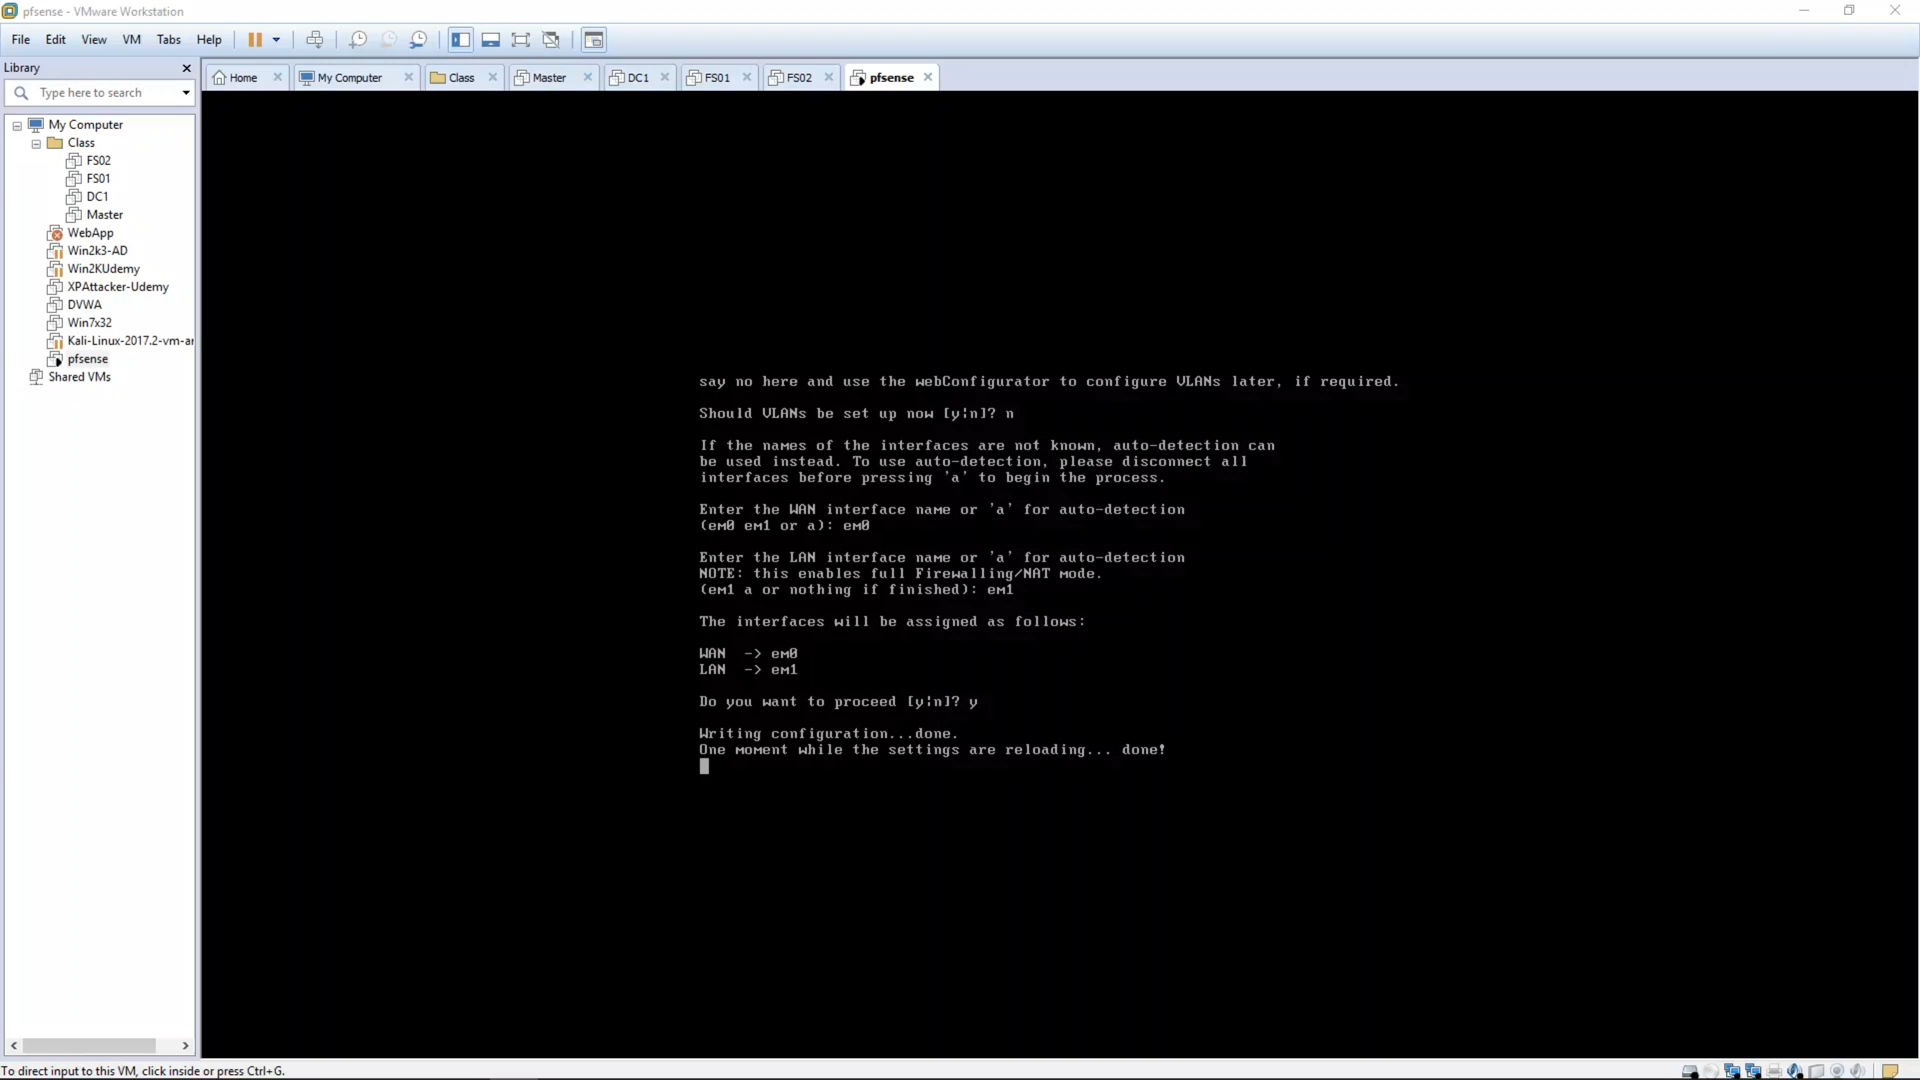 pfsense - VMware Workstation
File Edit View VM Tabs Help
Library
Type here to search
Home
My Computer
Class
Master
DC1
FS01
FS02
pfsense
My Computer
Class
FS02
FS01
DC1
Master
WebApp
Win2k3-AD
Win2KUdemy
XPAttacker-Udemy
DVWA
Win7x32
Kali-Linux-2017.2-vm-ar
pfsense
Shared VMs
say no here and use the webConfigurator to configure VLANs later, if required.
Should VLANs be set up now [y|n]? n
If the names of the interfaces are not known, auto-detection can
be used instead. To use auto-detection, please disconnect all
interfaces before pressing 'a' to begin the process.
Enter the WAN interface name or 'a' for auto-detection
(em0 em1 or a): em0
Enter the LAN interface name or 'a' for auto-detection
NOTE: this enables full Firewalling/NAT mode.
(em1 a or nothing if finished): em1
The interfaces will be assigned as follows:
WAN  -> em0
LAN  -> em1
Do you want to proceed [y|n]? y
Writing configuration...done.
One moment while the settings are reloading... done!
To direct input to this VM, click inside or press Ctrl+G.